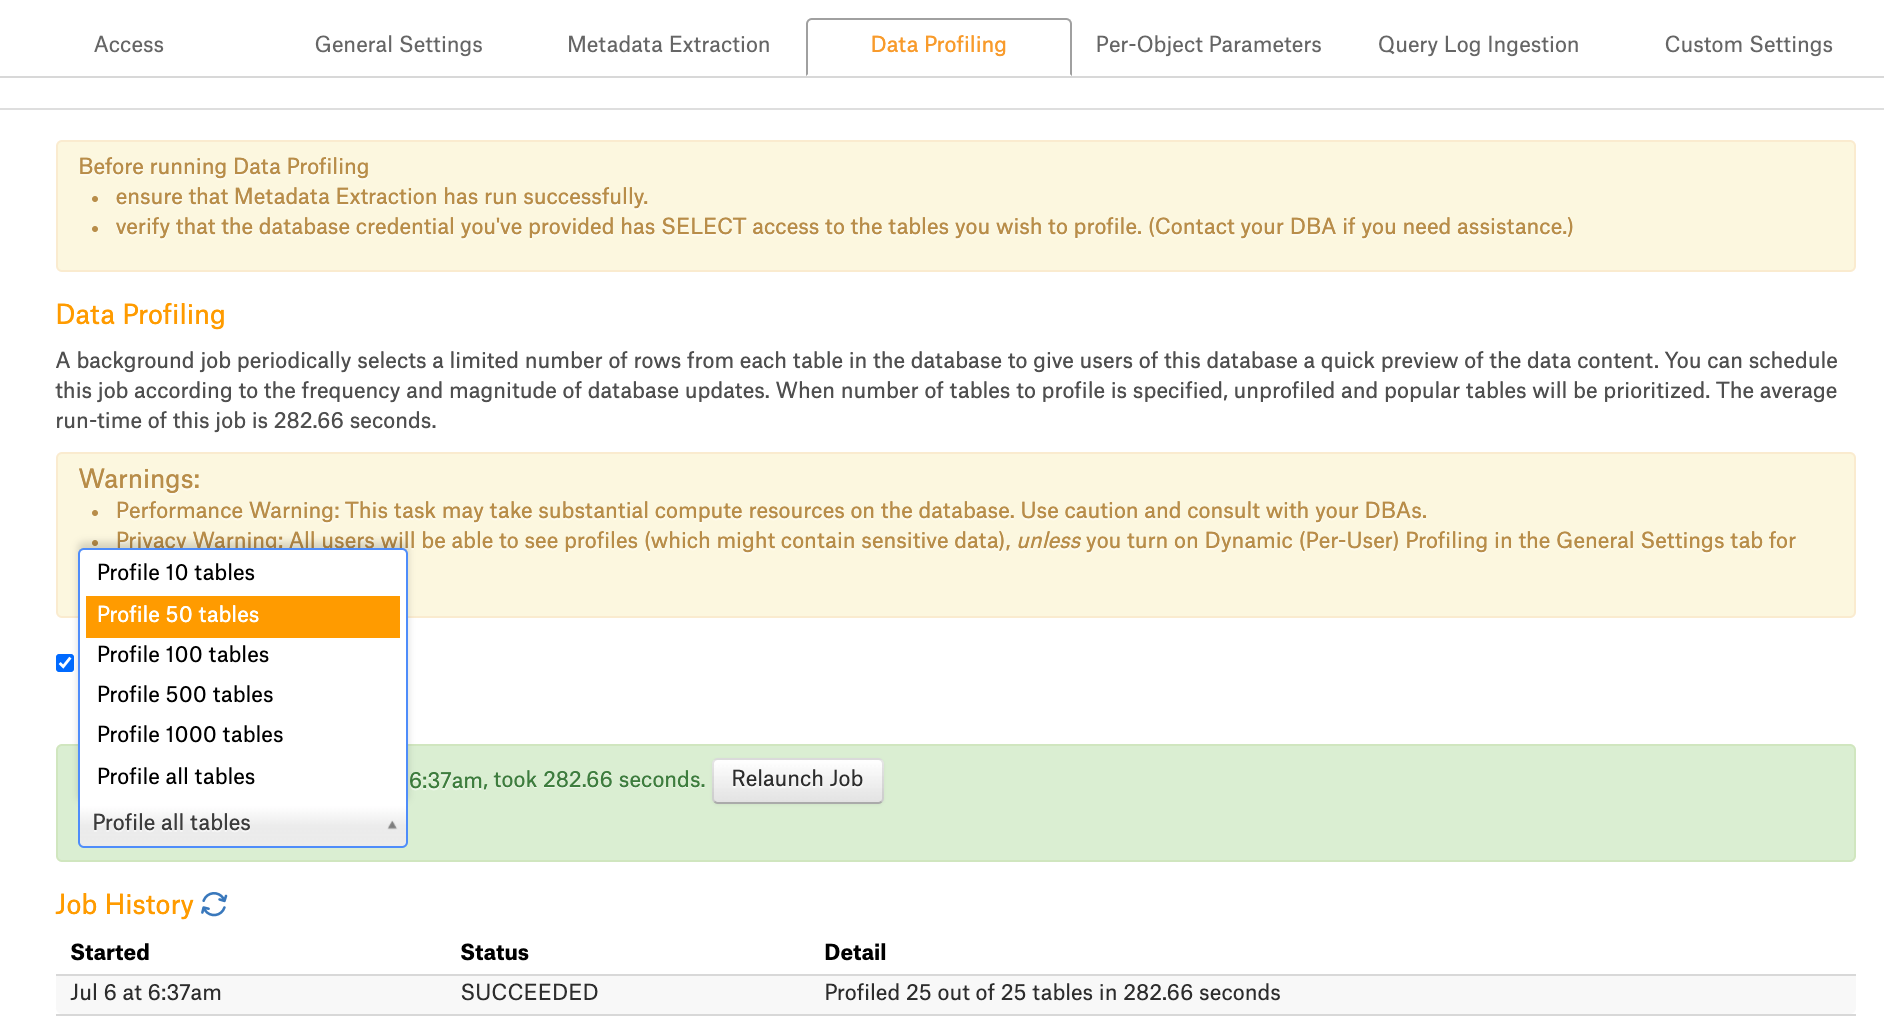 Access
General Settings
Metadata Extraction
Data Profiling
Per-Object Parameters
Query Log Ingestion
Custom Settings
Before running Data Profiling
• ensure that Metadata Extraction has run successfully.
• verify that the database credential you've provided has SELECT access to the tables you wish to profile. (Contact your DBA if you need assistance.)
Data Profiling
A background job periodically selects a limited number of rows from each table in the database to give users of this database a quick preview of the data content. You can schedule
this job according to the frequency and magnitude of database updates. When number of tables to profile is specified, unprofiled and popular tables will be prioritized. The average
run-time of this job is 282.66 seconds.
Warnings:
• Performance Warning: This task may take substantial compute resources on the database. Use caution and consult with your DBAs.
• Privacy Warning: All users will be able to see profiles (which might contain sensitive data), unless you turn on Dynamic (Per-User) Profiling in the General Settings tab for
Profile 10 tables
Profile 50 tables
Profile 100 tables
Profile 500 tables
Profile 1000 tables
Profile all tables
6:37am, took 282.66 seconds.
Relaunch Job
Profile all tables
Job History
Started Status Detail
Jul 6 at 6:37am SUCCEEDED Profiled 25 out of 25 tables in 282.66 seconds